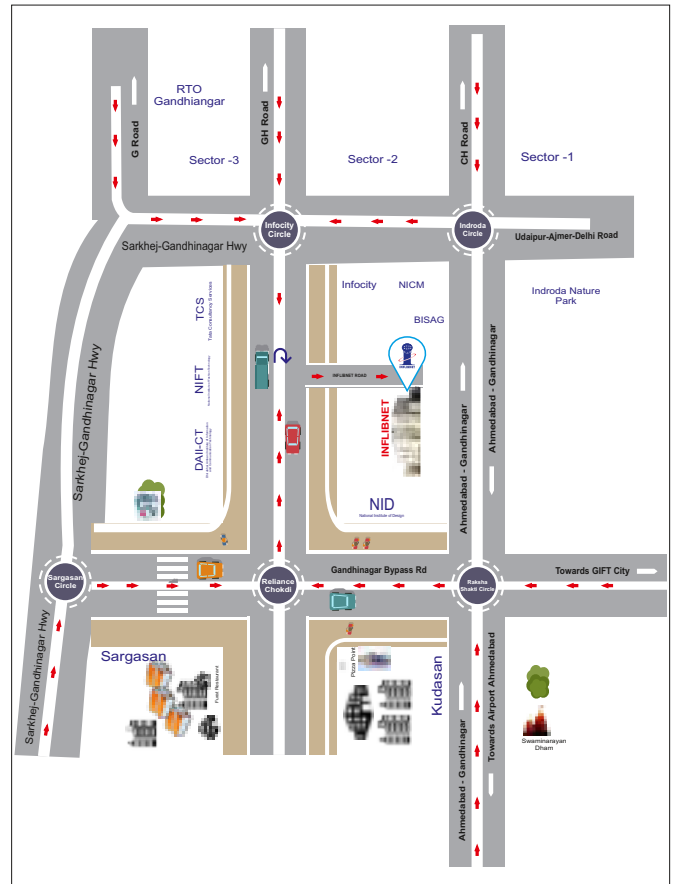 RTO
Gandhiangar
G Road
GH Road
CH Road
Sector -3
Sector -2
Sector -1
Infocity
Circle
Indroda
Circle
Udaipur-Ajmer-Delhi Road
Sarkhej-Gandhinagar Hwy
Sarkhej-Gandhinagar Hwy
TCS
Tata Consultancy Services
Infocity
NICM
BISAG
Indroda Nature
Park
NIFT
INFLIBNET ROAD
INFLIBNET
INFLIBNET
DAII-CT
NID
National Institute of Design
Ahmedabad - Gandhinagar
Ahmedabad - Gandhinagar
Sargasan
Circle
Reliance
Chokdi
Gandhinagar Bypass Rd
Raksha
Shakti Circle
Towards GIFT City
Sarkhej-Gandhinagar Hwy
Sargasan
Fusel Restaurant
Pizza Point
Kudasan
Ahmedabad - Gandhinagar
Towards Airport Ahmedabad
Swaminarayan
Dham